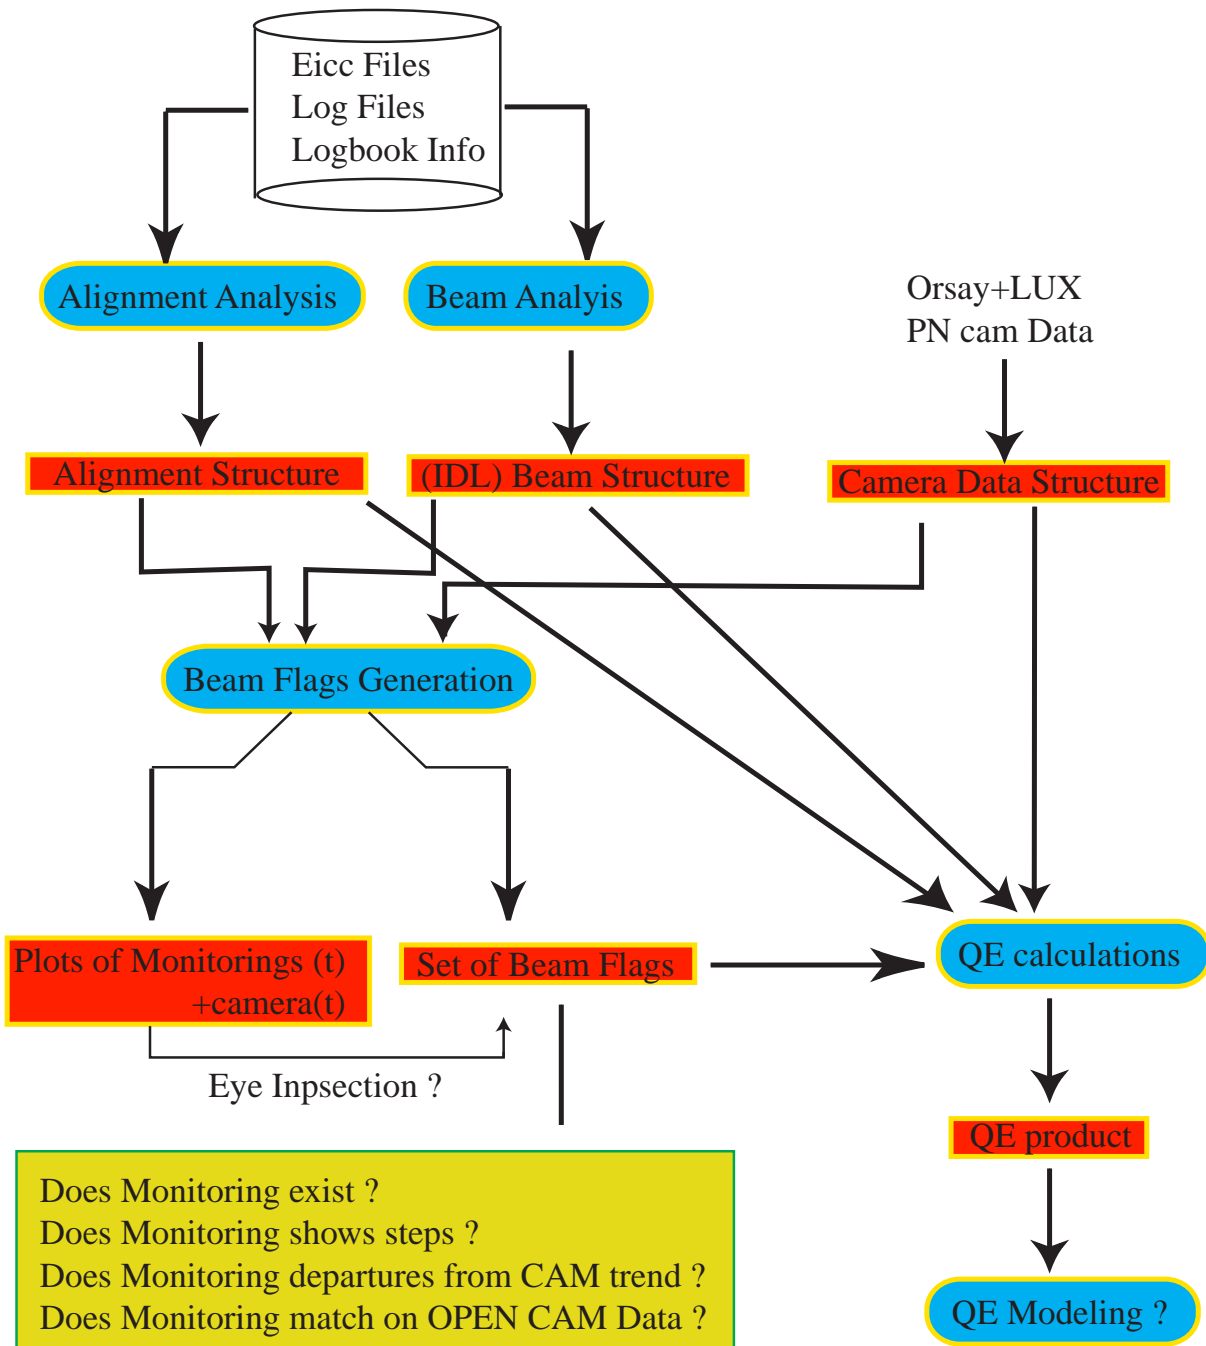 Eicc Files
Log Files
Logbook Info
Alignment Analysis
Beam Analyis
Orsay+LUX
PN cam Data
Alignment Structure
(IDL) Beam Structure
Camera Data Structure
Beam Flags Generation
Plots of Monitorings (t)
+camera(t)
Set of Beam Flags
QE calculations
Eye Inpsection ?
QE product
Does Monitoring exist ?
Does Monitoring shows steps ?
Does Monitoring departures from CAM trend ?
Does Monitoring match on OPEN CAM Data ?
QE Modeling ?